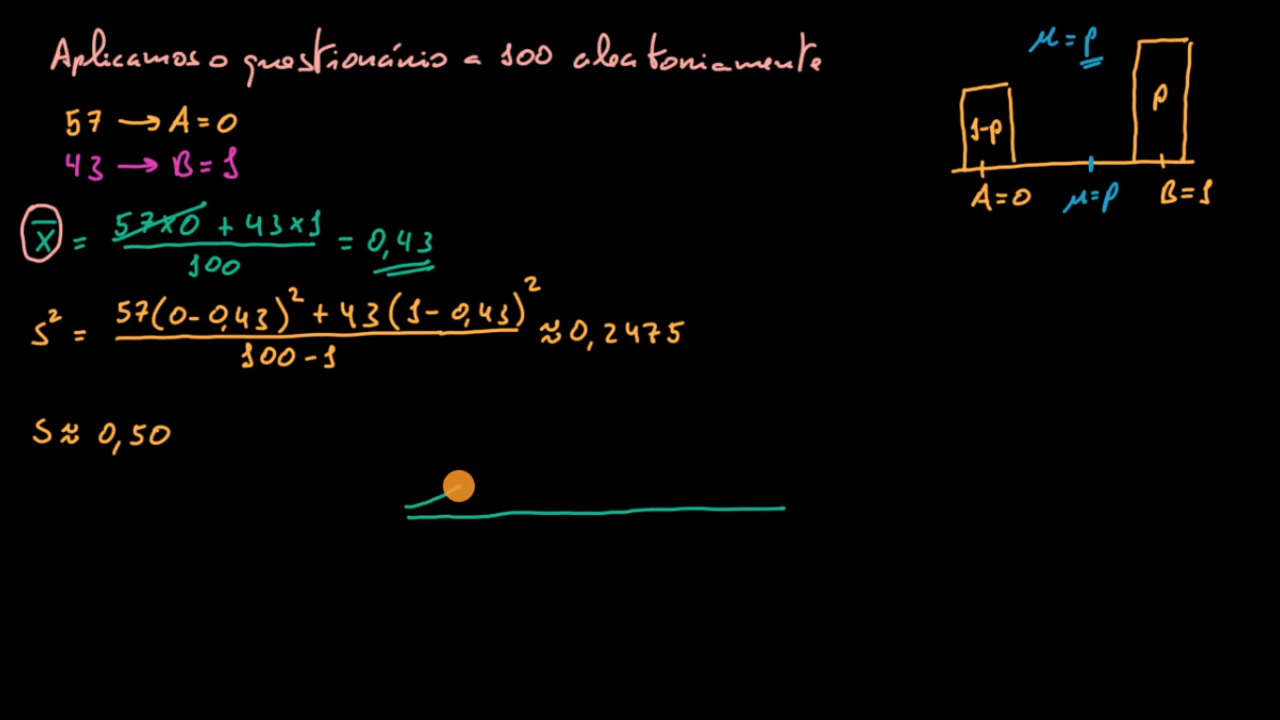 Aplicamos o questionário a 100 aleatoriamente
57 → A = 0
43 → B = 1
x̄ = (57×0 + 43×1) / 100 = 0,43
s² = (57(0 - 0,43)² + 43(1 - 0,43)²) / (100 - 1) ≈ 0,2475
S ≈ 0,50
μ = p
1-p
p
A = 0
μ = p
B = 1